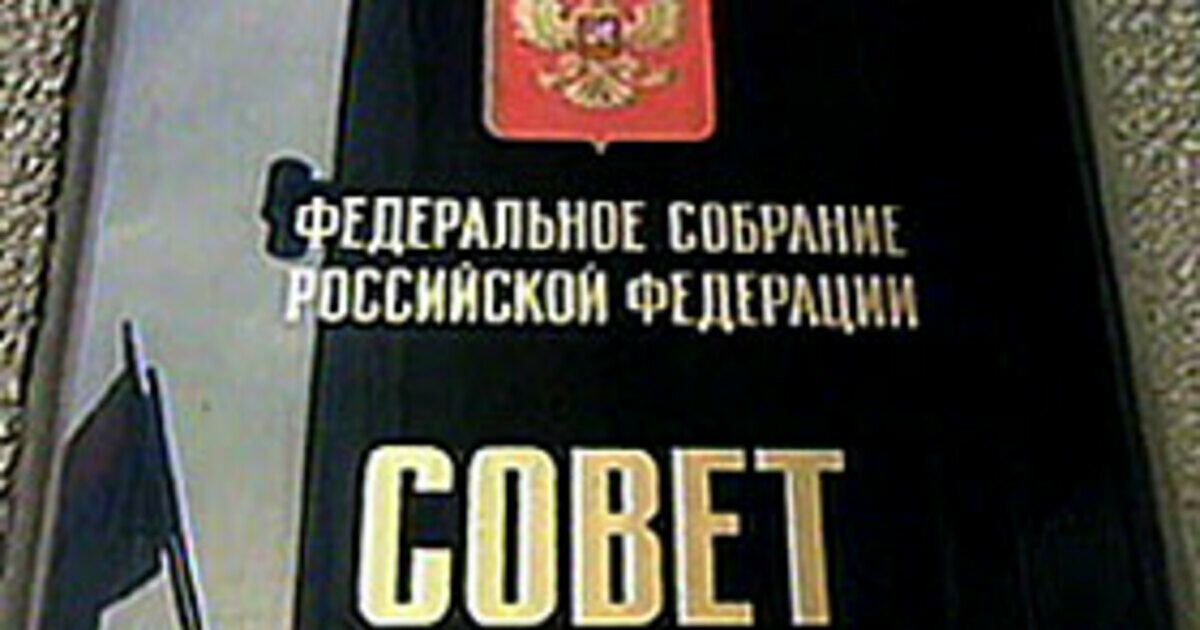 ФЕДЕРАЛЬНОЕ СОБРАНИЕ
РОССИЙСКОЙ ФЕДЕРАЦИИ
СОВЕТ